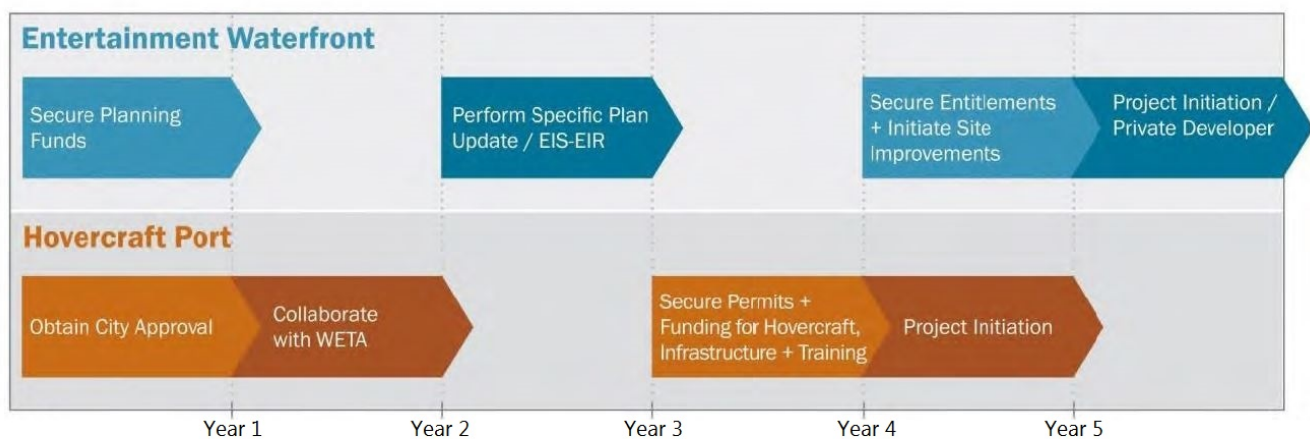 Entertainment Waterfront
Secure Planning
Funds
Perform Specific Plan
Update / EIS-EIR
Secure Entitlements
+ Initiate Site
Improvements
Project Initiation /
Private Developer
Hovercraft Port
Obtain City Approval
Collaborate
with WETA
Secure Permits +
Funding for Hovercraft,
Infrastructure + Training
Project Initiation
Year 1
Year 2
Year 3
Year 4
Year 5